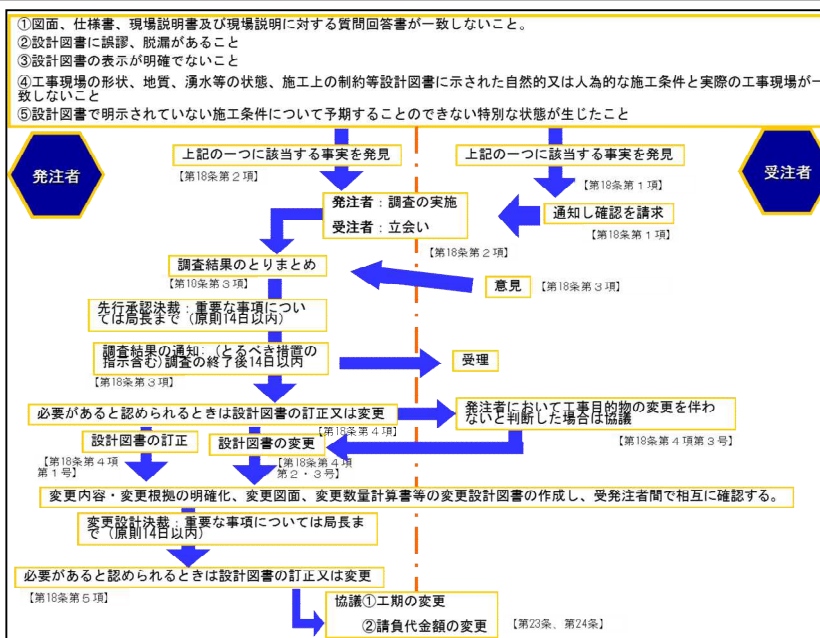 ①図面、仕様書、現場説明書及び現場説明に対する質問回答書が一致しないこと。
②設計図書に誤謬、脱漏があること
③設計図書の表示が明確でないこと
④工事現場の形状、地質、湧水等の状態、施工上の制約等設計図書に示された自然的又は人為的な施工条件と実際の工事現場が一
致しないこと
⑤設計図書で明示されていない施工条件について予期することのできない特別な状態が生じたこと
発注者
受注者
上記の一つに該当する事実を発見
【第18条第２項】
上記の一つに該当する事実を発見
【第18条第１項】
発注者：調査の実施
受注者：立会い
【第18条第２項】
通知し確認を請求
【第18条第１項】
調査結果のとりまとめ
【第10条第３項】
意見
【第18条第３項】
先行承認決裁：重要な事項につい
ては局長まで（原則14日以内）
調査結果の通知：（とるべき措置の
指示含む）調査の終了後14日以内
【第18条第３項】
受理
必要があると認められるときは設計図書の訂正又は変更
【第18条第４項】
発注者において工事目的物の変更を伴わ
ないと判断した場合は協議
【第18条第４項第３号】
設計図書の訂正
【第18条第４項
第１号】
設計図書の変更
【第18条第４項
第２・３号】
変更内容・変更根拠の明確化、変更図面、変更数量計算書等の変更設計図書の作成し、受発注者間で相互に確認する。
変更設計決裁：重要な事項については局長ま
で（原則14日以内）
必要があると認められるときは設計図書の訂正又は変更
【第18条第５項】
協議①工期の変更
②請負代金額の変更
【第23条、第24条】